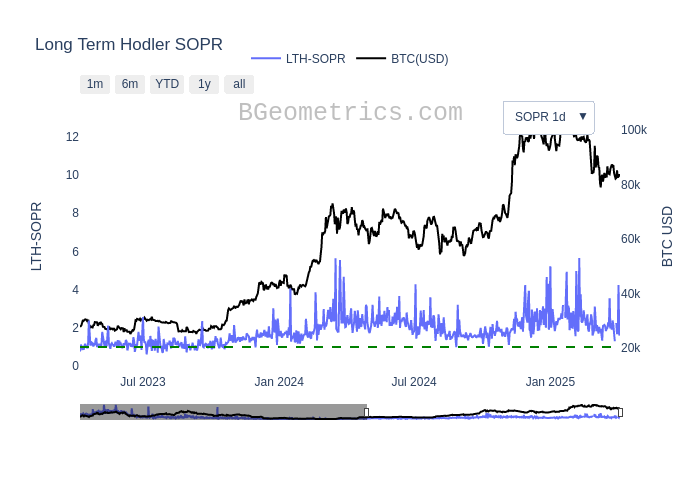 Long Term Hodler SOPR
LTH-SOPR BTC(USD)
1m 6m YTD 1y all
BGeometrics.com
SOPR 1d ▼
12 100k
10 80k
8
6 60k
4 40k
2
0 20k
LTH-SOPR
BTC USD
Jul 2023 Jan 2024 Jul 2024 Jan 2025